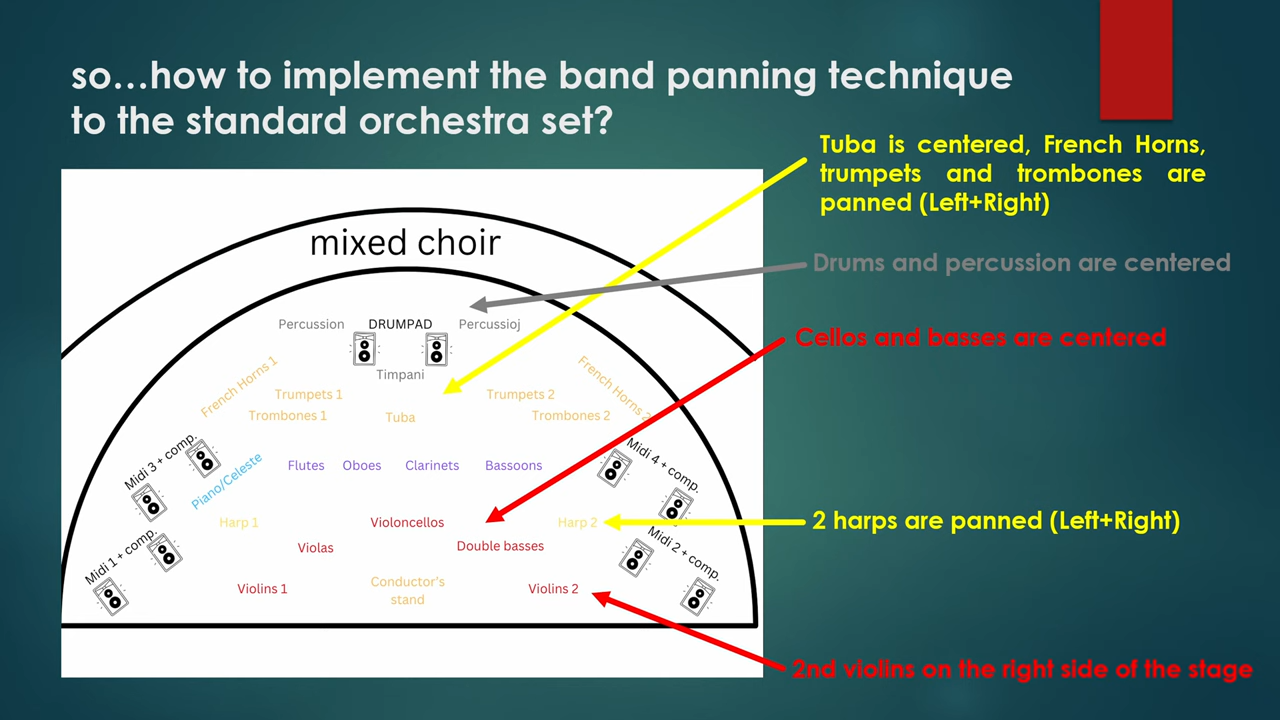 so…how to implement the band panning technique
to the standard orchestra set?
Tuba is centered, French Horns,
trumpets and trombones are
panned (Left+Right)
mixed choir
Drums and percussion are centered
Percussion
DRUMPAD
Percussioj
Cellos and basses are centered
Timpani
French Horns 1
French Horns 2
Trumpets 1
Trumpets 2
Trombones 1
Tuba
Trombones 2
Midi 3 + comp.
Piano/Celeste
Flutes
Oboes
Clarinets
Bassoons
Midi 4 + comp.
Harp 1
Violoncellos
Harp 2
2 harps are panned (Left+Right)
Midi 1 + comp.
Violas
Double basses
Midi 2 + comp.
Violins 1
Conductor's
stand
Violins 2
2nd violins on the right side of the stage